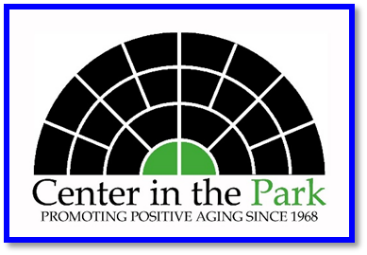 Center in the Park
PROMOTING POSITIVE AGING SINCE 1968